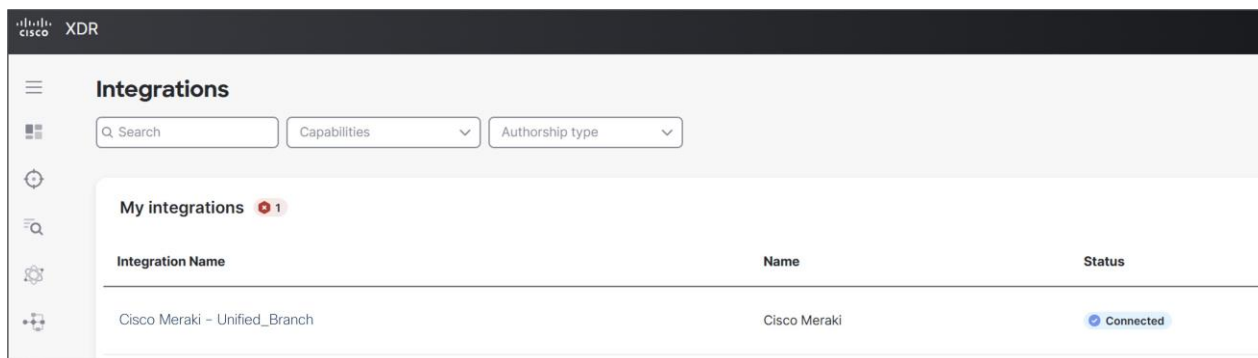 cisco XDR
Integrations
Search Capabilities Authorship type
My integrations 1
Integration Name Name Status
Cisco Meraki – Unified_Branch Cisco Meraki Connected